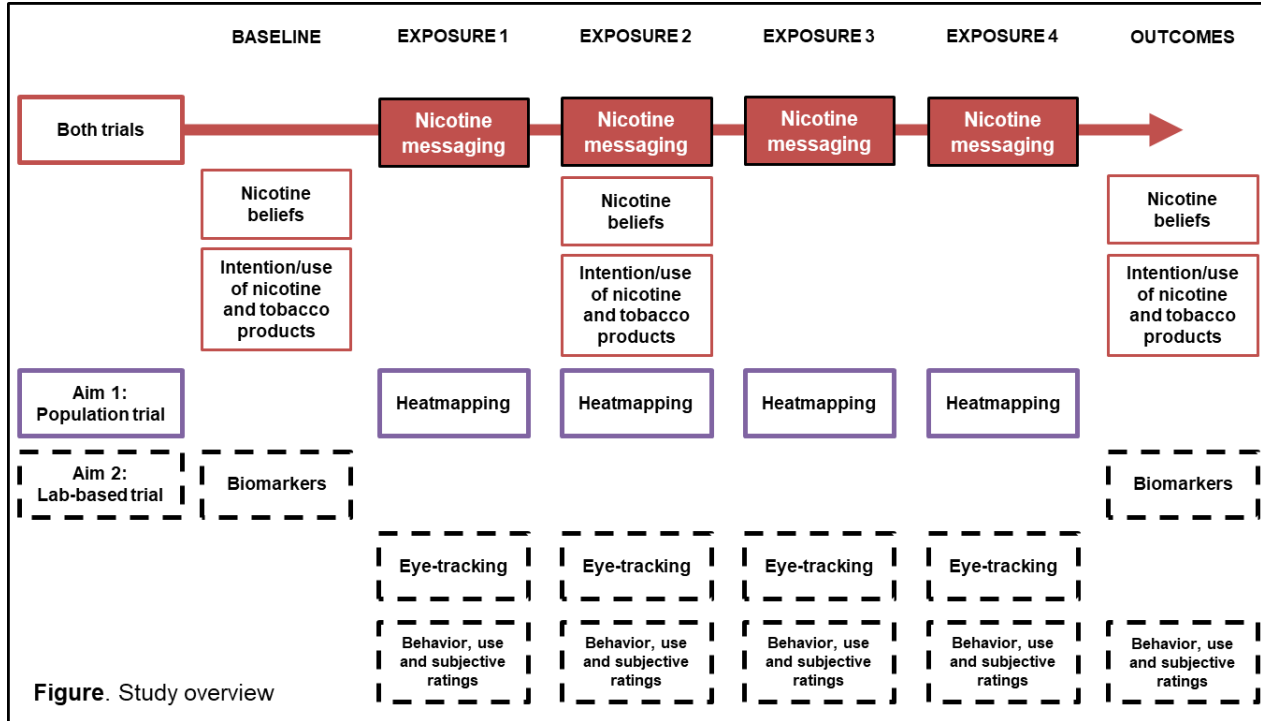 BASELINE EXPOSURE 1 EXPOSURE 2 EXPOSURE 3 EXPOSURE 4 OUTCOMES
Both trials
Nicotine
messaging
Nicotine
messaging
Nicotine
messaging
Nicotine
messaging
Nicotine
beliefs
Nicotine
beliefs
Nicotine
beliefs
Intention/use
of nicotine
and tobacco
products
Intention/use
of nicotine
and tobacco
products
Intention/use
of nicotine
and tobacco
products
Aim 1:
Population trial
Heatmapping
Heatmapping
Heatmapping
Heatmapping
Aim 2:
Lab-based trial
Biomarkers
Biomarkers
Eye-tracking
Eye-tracking
Eye-tracking
Eye-tracking
Behavior, use
and subjective
ratings
Behavior, use
and subjective
ratings
Behavior, use
and subjective
ratings
Behavior, use
and subjective
ratings
Behavior, use
and subjective
ratings
Figure. Study overview